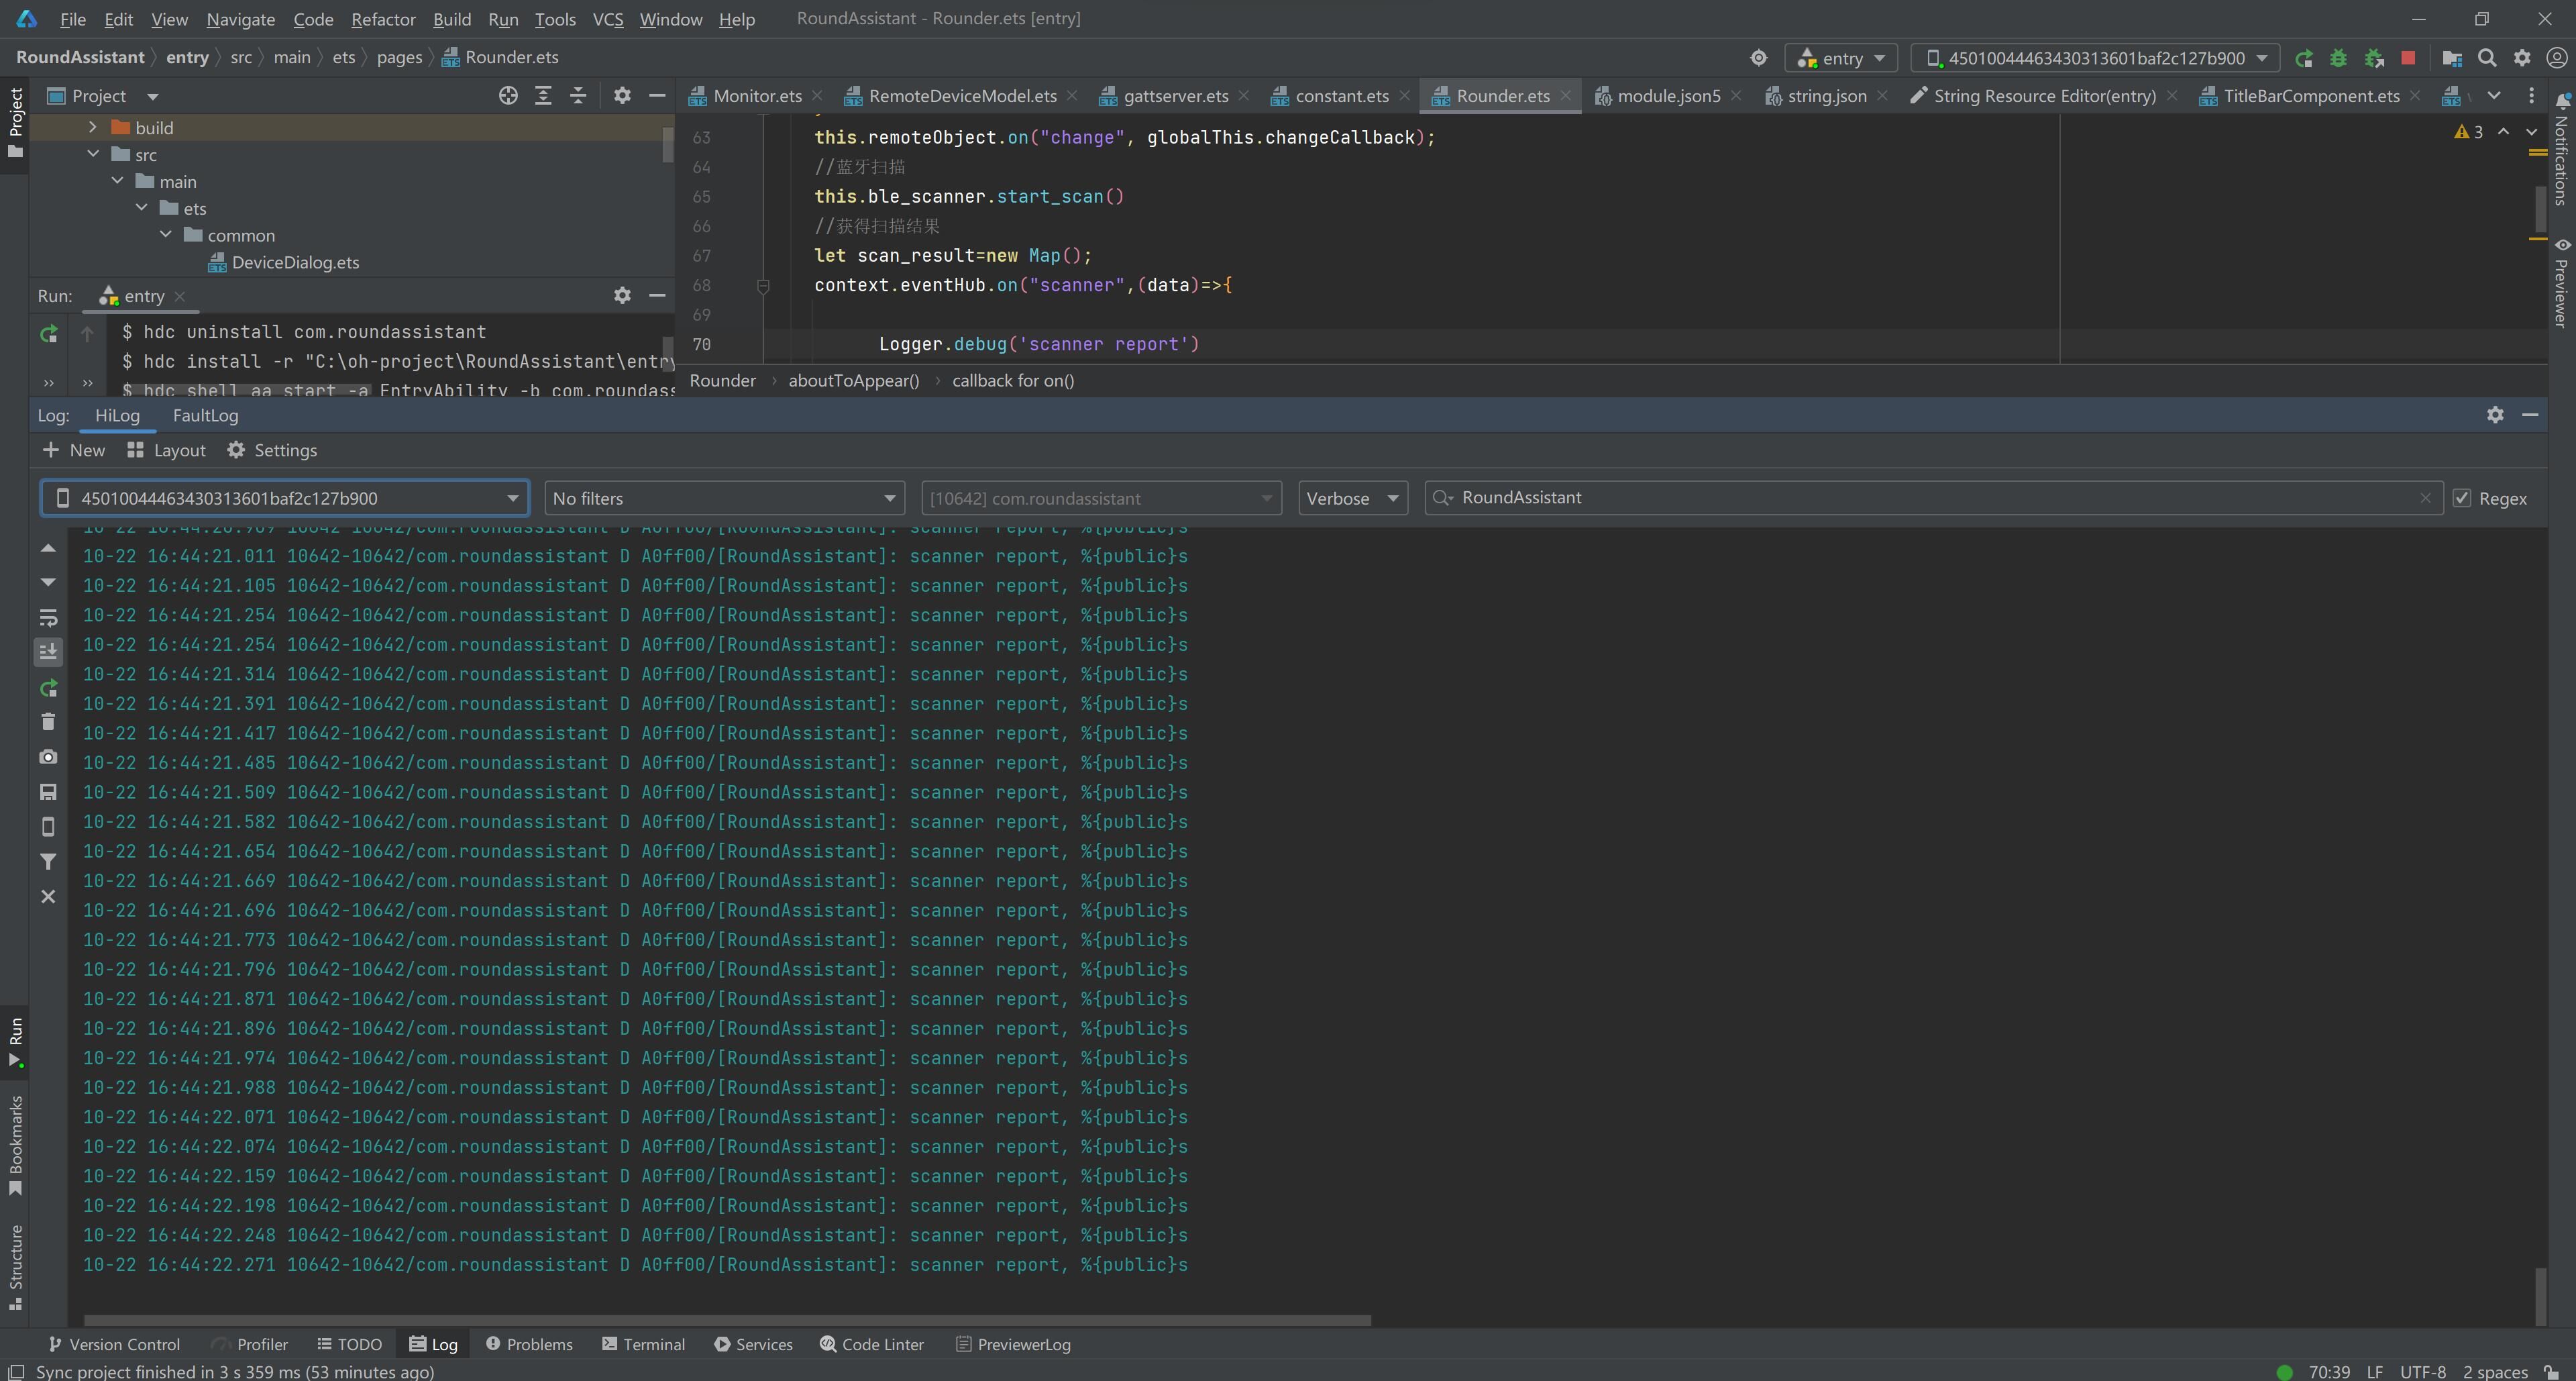 File Edit View Navigate Code Refactor Build Run Tools VCS Window Help RoundAssistant - Rounder.ets [entry]
RoundAssistant entry src main ets pages Rounder.ets entry 45010044463430313601baf2c127b900
Project
Project
Monitor.ets RemoteDeviceModel.ets gattserver.ets constant.ets Rounder.ets module.json5 string.json String Resource Editor(entry) TitleBarComponent.ets
build
src
main
ets
common
DeviceDialog.ets
63 this.remoteObject.on("change", globalThis.changeCallback);
64 //蓝牙扫描
65 this.ble_scanner.start_scan()
66 //获得扫描结果
67 let scan_result=new Map();
68 context.eventHub.on("scanner",(data)=>{
69
70 Logger.debug('scanner report')
3
Notifications
Previewer
Rounder aboutToAppear() callback for on()
Run: entry
$ hdc uninstall com.roundassistant
$ hdc install -r "C:\oh-project\RoundAssistant\entry
$ hdc shell aa start -a EntryAbility -b com.roundass
Log: HiLog FaultLog
New Layout Settings
45010044463430313601baf2c127b900 No filters [10642] com.roundassistant Verbose RoundAssistant Regex
10-22 16:44:20.989 10642-10642/com.roundassistant D A0ff00/[RoundAssistant]: scanner report, %{public}s
10-22 16:44:21.011 10642-10642/com.roundassistant D A0ff00/[RoundAssistant]: scanner report, %{public}s
10-22 16:44:21.105 10642-10642/com.roundassistant D A0ff00/[RoundAssistant]: scanner report, %{public}s
10-22 16:44:21.254 10642-10642/com.roundassistant D A0ff00/[RoundAssistant]: scanner report, %{public}s
10-22 16:44:21.254 10642-10642/com.roundassistant D A0ff00/[RoundAssistant]: scanner report, %{public}s
10-22 16:44:21.314 10642-10642/com.roundassistant D A0ff00/[RoundAssistant]: scanner report, %{public}s
10-22 16:44:21.391 10642-10642/com.roundassistant D A0ff00/[RoundAssistant]: scanner report, %{public}s
10-22 16:44:21.417 10642-10642/com.roundassistant D A0ff00/[RoundAssistant]: scanner report, %{public}s
10-22 16:44:21.485 10642-10642/com.roundassistant D A0ff00/[RoundAssistant]: scanner report, %{public}s
10-22 16:44:21.509 10642-10642/com.roundassistant D A0ff00/[RoundAssistant]: scanner report, %{public}s
10-22 16:44:21.582 10642-10642/com.roundassistant D A0ff00/[RoundAssistant]: scanner report, %{public}s
10-22 16:44:21.654 10642-10642/com.roundassistant D A0ff00/[RoundAssistant]: scanner report, %{public}s
10-22 16:44:21.669 10642-10642/com.roundassistant D A0ff00/[RoundAssistant]: scanner report, %{public}s
10-22 16:44:21.696 10642-10642/com.roundassistant D A0ff00/[RoundAssistant]: scanner report, %{public}s
10-22 16:44:21.773 10642-10642/com.roundassistant D A0ff00/[RoundAssistant]: scanner report, %{public}s
10-22 16:44:21.796 10642-10642/com.roundassistant D A0ff00/[RoundAssistant]: scanner report, %{public}s
10-22 16:44:21.871 10642-10642/com.roundassistant D A0ff00/[RoundAssistant]: scanner report, %{public}s
10-22 16:44:21.896 10642-10642/com.roundassistant D A0ff00/[RoundAssistant]: scanner report, %{public}s
10-22 16:44:21.974 10642-10642/com.roundassistant D A0ff00/[RoundAssistant]: scanner report, %{public}s
10-22 16:44:21.988 10642-10642/com.roundassistant D A0ff00/[RoundAssistant]: scanner report, %{public}s
10-22 16:44:22.071 10642-10642/com.roundassistant D A0ff00/[RoundAssistant]: scanner report, %{public}s
10-22 16:44:22.074 10642-10642/com.roundassistant D A0ff00/[RoundAssistant]: scanner report, %{public}s
10-22 16:44:22.159 10642-10642/com.roundassistant D A0ff00/[RoundAssistant]: scanner report, %{public}s
10-22 16:44:22.198 10642-10642/com.roundassistant D A0ff00/[RoundAssistant]: scanner report, %{public}s
10-22 16:44:22.248 10642-10642/com.roundassistant D A0ff00/[RoundAssistant]: scanner report, %{public}s
10-22 16:44:22.271 10642-10642/com.roundassistant D A0ff00/[RoundAssistant]: scanner report, %{public}s
Run
Bookmarks
Structure
Version Control Profiler TODO Log Problems Terminal Services Code Linter PreviewerLog
Sync project finished in 3 s 359 ms (53 minutes ago) 70:39 LF UTF-8 2 spaces